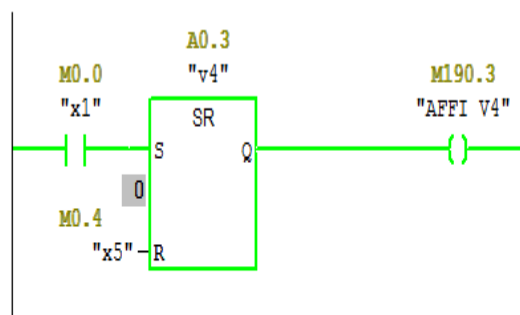 A0.3
M0.0 "v4" M190.3
"x1" SR "AFFI V4"
S Q
0
M0.4
"x5" R